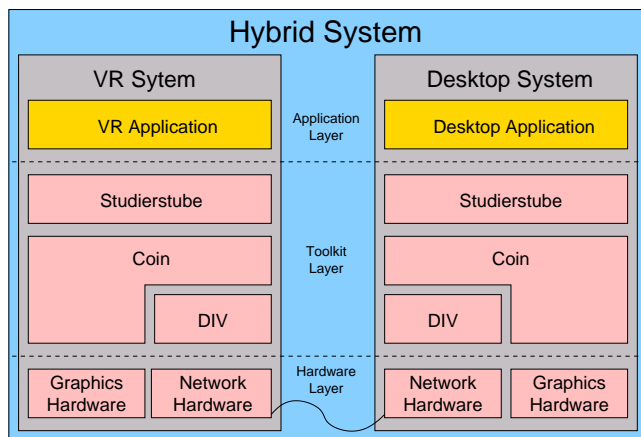 Hybrid System
VR Sytem
VR Application
Studierstube
Coin
DIV
Graphics
Hardware
Network
Hardware
Application
Layer
Toolkit
Layer
Hardware
Layer
Desktop System
Desktop Application
Studierstube
Coin
DIV
Network
Hardware
Graphics
Hardware